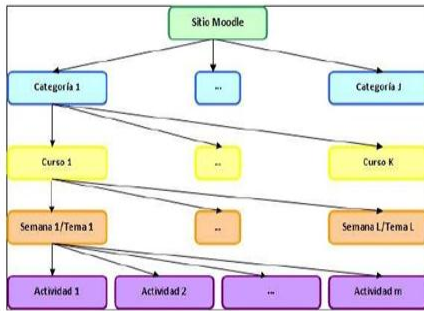 Sitio Moodle
Categoría 1
...
Categoría J
Curso 1
...
Curso K
Semana 1/Tema 1
...
Semana L/Tema L
Actividad 1
Actividad 2
...
Actividad m